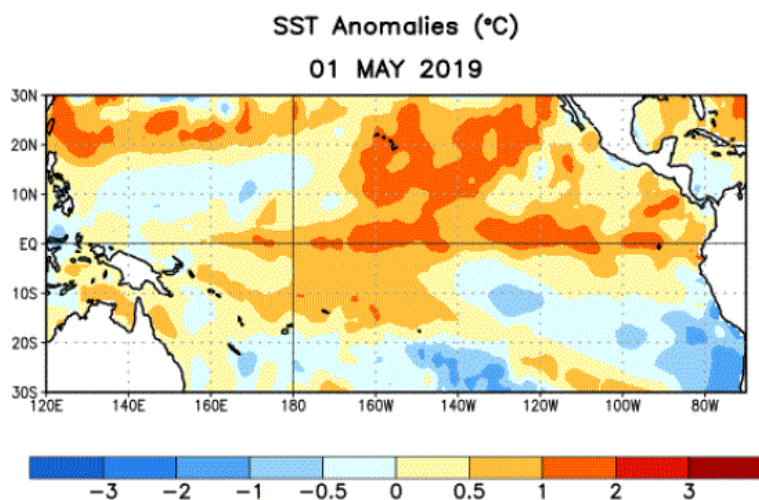 SST Anomalies (°C)
01 MAY 2019
30N
20N
10N
EQ
10S
20S
30S
120E 140E 160E 180 160W 140W 120W 100W 80W
-3 -2 -1 -0.5 0 0.5 1 2 3